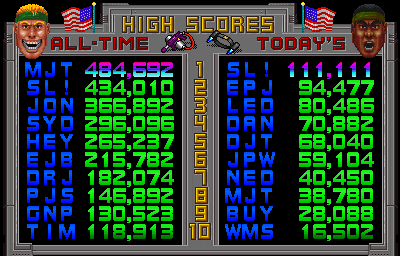 HIGH SCORES
ALL-TIME TODAY'S
MJT 484,692 1 SL! 111,111
SL! 434,010 2 EPJ 94,477
JON 366,892 3 LED 80,486
SYD 296,096 4 DAN 70,882
HEY 265,237 5 DJT 68,040
EJB 215,782 6 JPW 59,104
DRJ 182,074 7 NED 40,450
PJS 146,892 8 MJT 38,780
GNP 130,523 9 BUY 28,088
TIM 118,913 10 WMS 16,502